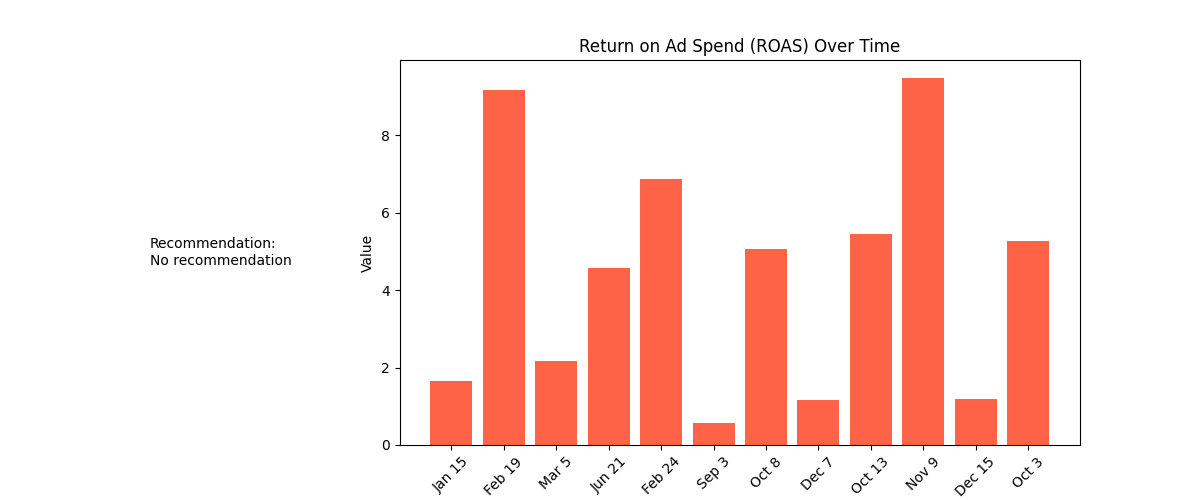 Return on Ad Spend (ROAS) Over Time
Recommendation:
No recommendation
Value
8
6
4
2
0
Jan 15
Feb 19
Mar 5
Jun 21
Feb 24
Sep 3
Oct 8
Dec 7
Oct 13
Nov 9
Dec 15
Oct 3